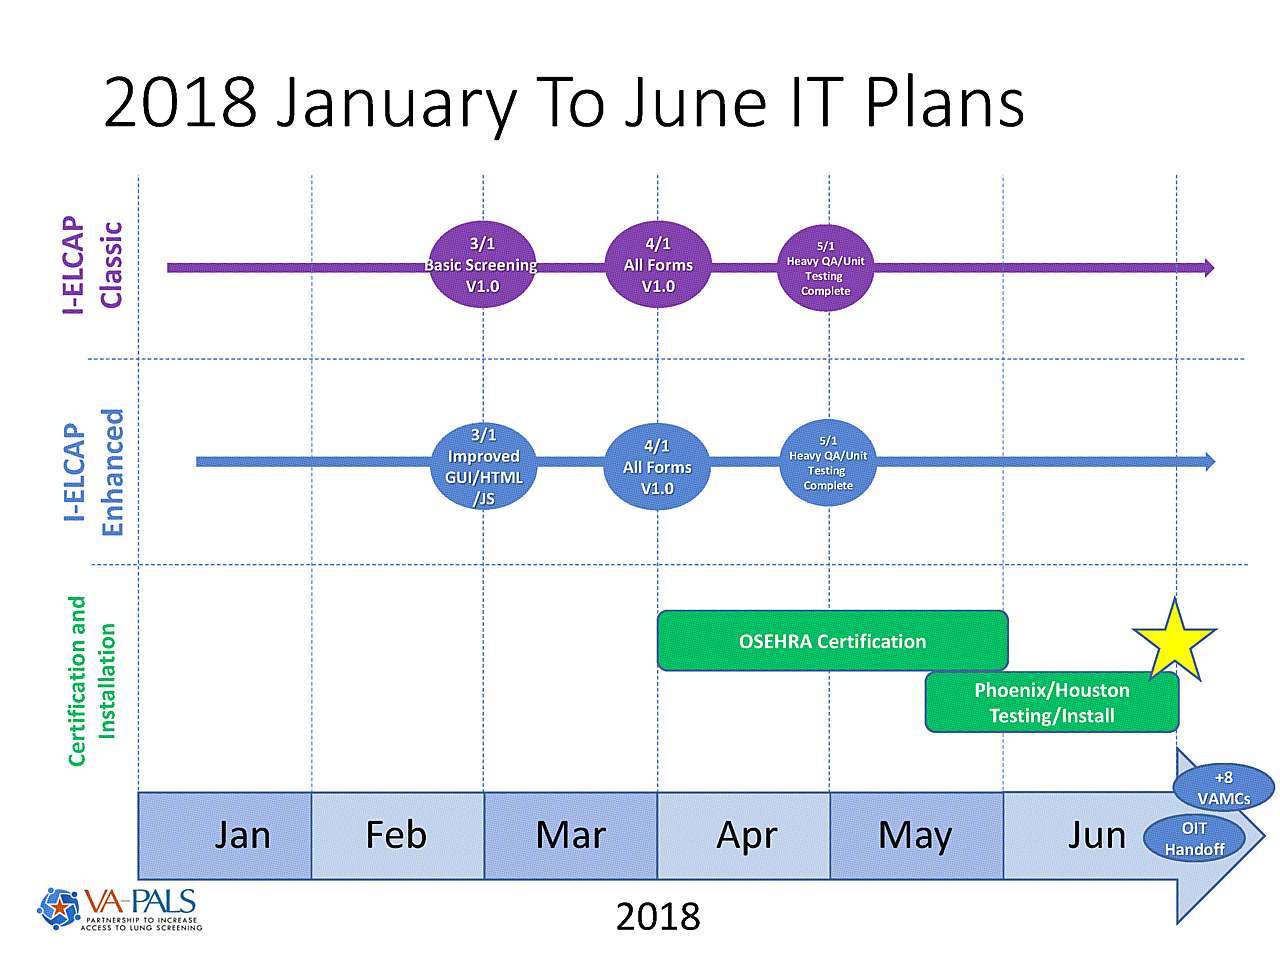 2018 January To June IT Plans
I-ELCAP
Classic
3/1
Basic Screening
V1.0
4/1
All Forms
V1.0
5/1
Heavy QA/Unit
Testing
Complete
I-ELCAP
Enhanced
3/1
Improved
GUI/HTML
/JS
4/1
All Forms
V1.0
5/1
Heavy QA/Unit
Testing
Complete
Certification and
Installation
OSEHRA Certification
Phoenix/Houston
Testing/Install
+8
VAMCs
OIT
Handoff
Jan
Feb
Mar
Apr
May
Jun
2018
VA-PALS
PARTNERSHIP TO INCREASE
ACCESS TO LUNG SCREENING